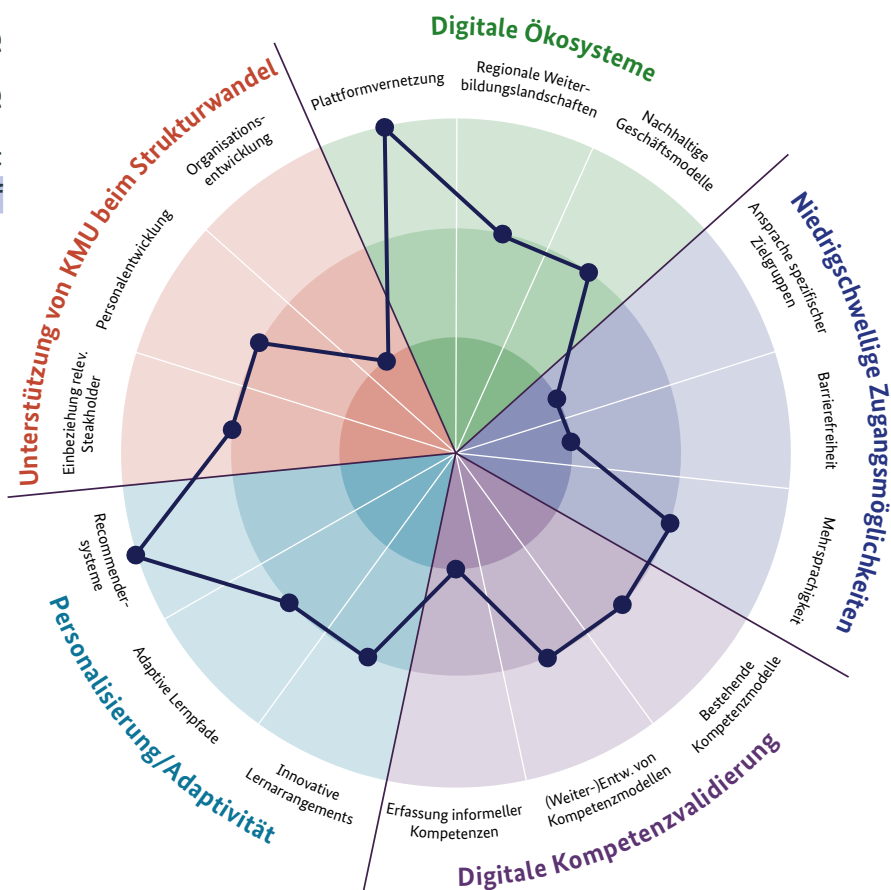 Digitale Ökosysteme
Plattformvernetzung
Regionale Weiter-
bildungslandschaften
Nachhaltige
Geschäftsmodelle
Niedrigschwellige Zugangsmöglichkeiten
Ansprache spezifischer
Zielgruppen
Barrierefreiheit
Mehrsprachigkeit
Digitale Kompetenzvalidierung
Bestehende
Kompetenzmodelle
(Weiter-)Entw. von
Kompetenzmodellen
Erfassung informeller
Kompetenzen
Personalisierung/Adaptivität
Innovative
Lernarrangements
Adaptive Lernpfade
Recommender-
systeme
Unterstützung von KMU beim Strukturwandel
Einbeziehung relev.
Steakholder
Personalentwicklung
Organisations-
entwicklung